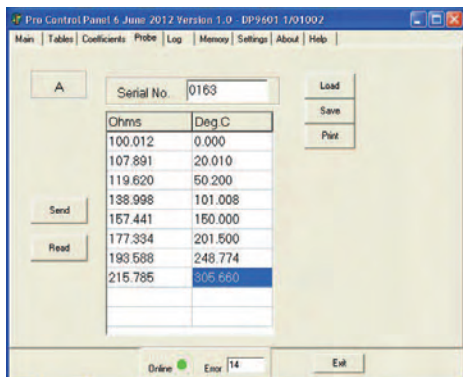 Pro Control Panel 6 June 2012 Version 1.0 - DP9601 1/01002
Main Tables Coefficients Probe Log Memory Settings About Help
A
Serial No. 0163
Load
Save
Print
Ohms Deg.C
100.012 0.000
107.891 20.010
119.620 50.200
138.998 101.008
157.441 150.000
177.334 201.500
193.588 248.774
215.785 305.660
Send
Read
Online Error 14 Exit